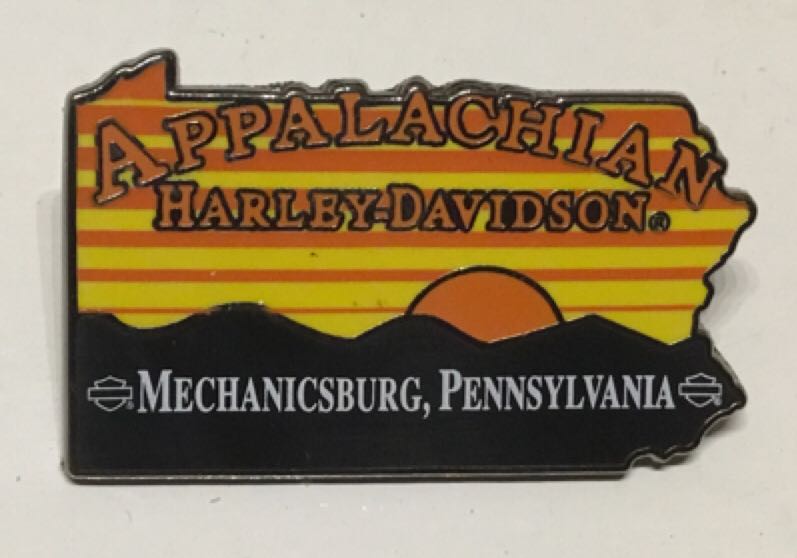 APPALACHIAN
HARLEY-DAVIDSON®
MECHANICSBURG, PENNSYLVANIA